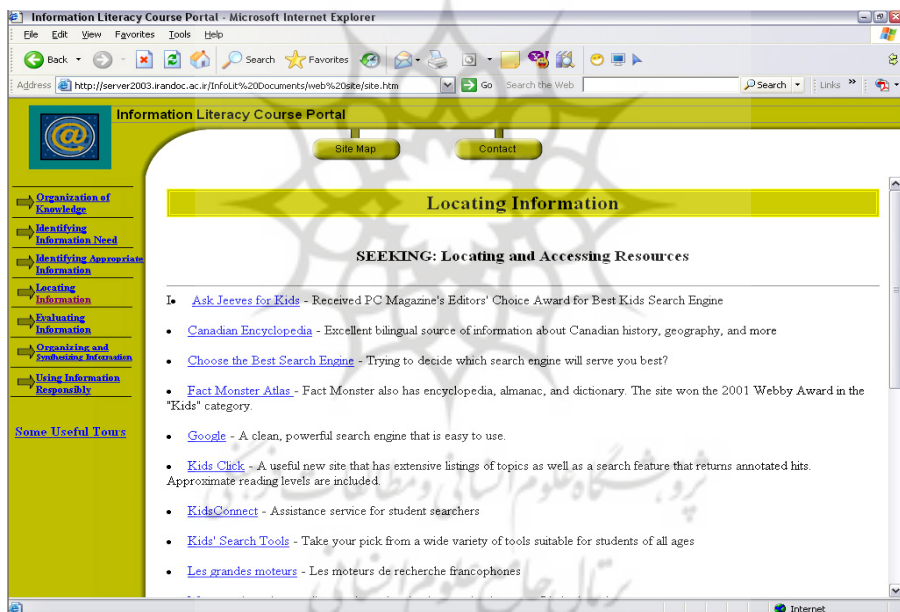 Information Literacy Course Portal - Microsoft Internet Explorer
File Edit View Favorites Tools Help
Back Search Favorites
Address http://server2003.irandoc.ac.ir/InfoLit%20Documents/web%20site/site.htm Go Search the Web Search Links »
Information Literacy Course Portal
Site Map Contact
Organization of
Knowledge
Identifying
Information Need
Identifying Appropriate
Information
Locating
Information
Evaluating
Information
Organizing and
Synthesizing Information
Using Information
Responsibly
Some Useful Tours
Locating Information
SEEKING: Locating and Accessing Resources
I• Ask Jeeves for Kids - Received PC Magazine's Editors' Choice Award for Best Kids Search Engine
• Canadian Encyclopedia - Excellent bilingual source of information about Canadian history, geography, and more
• Choose the Best Search Engine - Trying to decide which search engine will serve you best?
• Fact Monster Atlas - Fact Monster also has encyclopedia, almanac, and dictionary. The site won the 2001 Webby Award in the
"Kids" category.
• Google - A clean, powerful search engine that is easy to use.
• Kids Click - A useful new site that has extensive listings of topics as well as a search feature that returns annotated hits.
Approximate reading levels are included.
• KidsConnect - Assistance service for student searchers
• Kids' Search Tools - Take your pick from a wide variety of tools suitable for students of all ages
• Les grandes moteurs - Les moteurs de recherche francophones
پژوهشگاه علوم انسانی و مطالعات فرهنگی
رتال جامع علوم انسانی
Internet